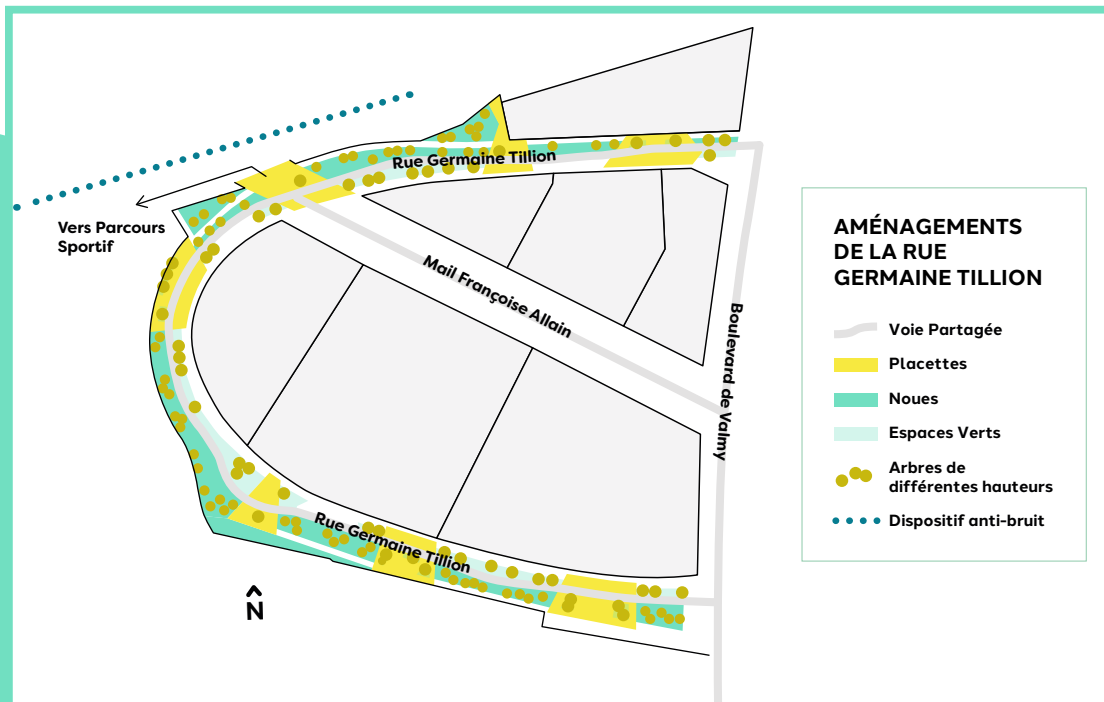 Rue Germaine Tillion
Vers Parcours
Sportif
Mail Françoise Allain
Boulevard de Valmy
Rue Germaine Tillion
N
AMÉNAGEMENTS
DE LA RUE
GERMAINE TILLION
Voie Partagée
Placettes
Noues
Espaces Verts
Arbres de
différentes hauteurs
Dispositif anti-bruit